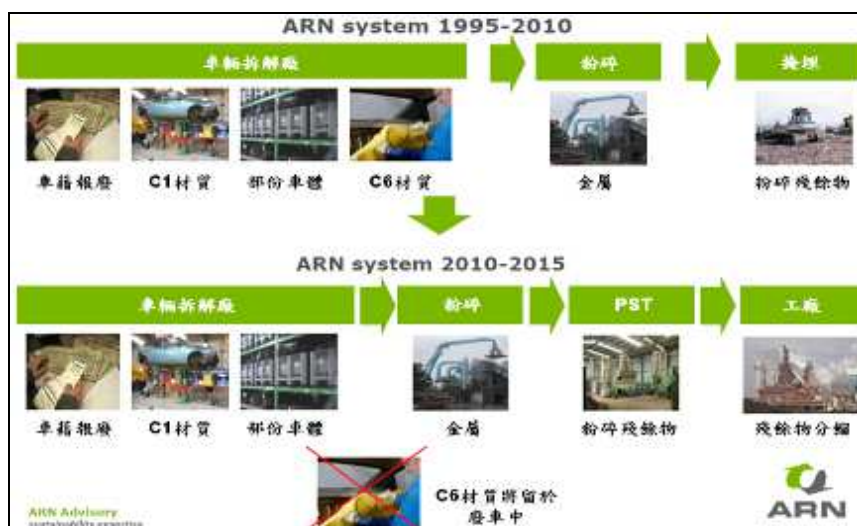 ARN system 1995-2010
車輛拆解廠
粉碎
掩埋
車籍報廢
C1材質
部份車體
C6材質
金屬
粉碎殘餘物
ARN system 2010-2015
車輛拆解廠
粉碎
PST
工廠
車籍報廢
C1材質
部份車體
金屬
粉碎殘餘物
殘餘物分餾
C6材質將留於
廢車中
ARN Advisory
sustainability expertise
ARN